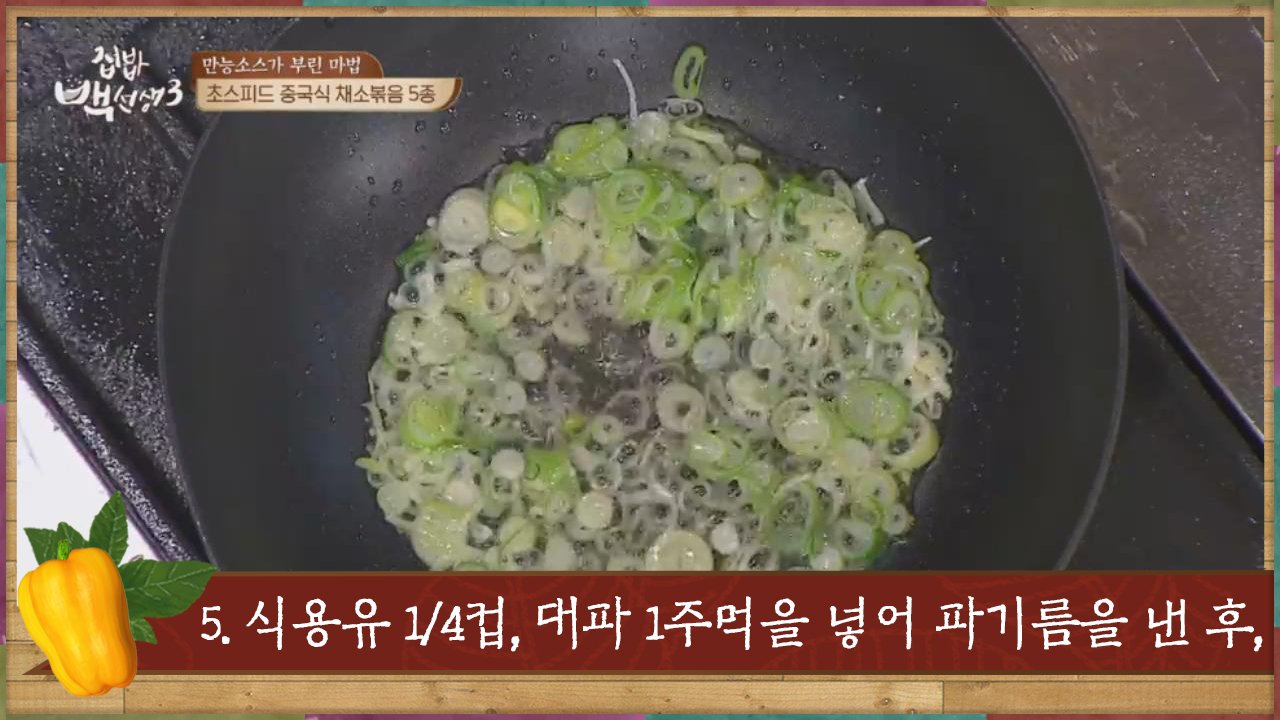 집밥
백선생3
만능소스가 부린 마법
초스피드 중국식 채소볶음 5종
5. 식용유 1/4컵, 대파 1주먹을 넣어 파기름을 낸 후,